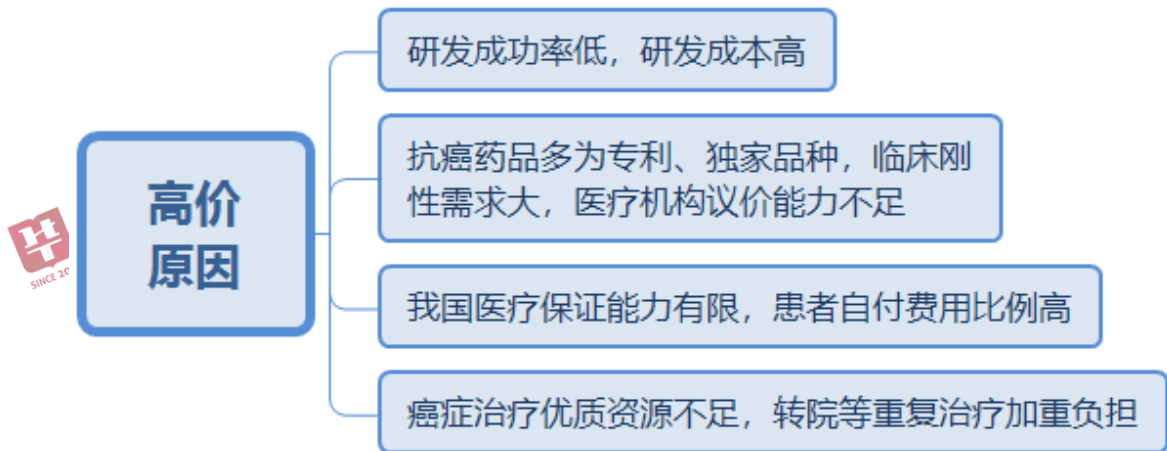 研发成功率低，研发成本高
抗癌药品多为专利、独家品种，临床刚
性需求大，医疗机构议价能力不足
高价
原因
我国医疗保证能力有限，患者自付费用比例高
癌症治疗优质资源不足，转院等重复治疗加重负担
SINCE 20